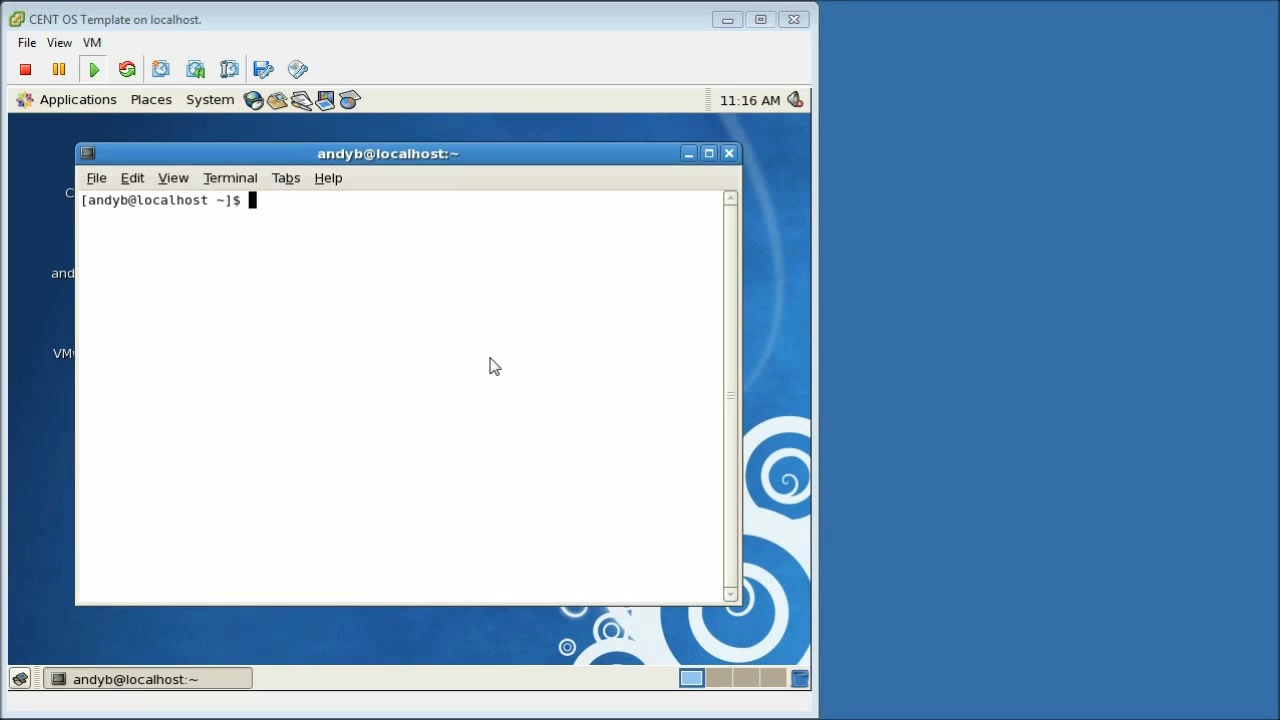 CENT OS Template on localhost.
File View VM
Applications Places System 11:16 AM
andyb@localhost:~
File Edit View Terminal Tabs Help
[andyb@localhost ~]$
andyb@localhost:~